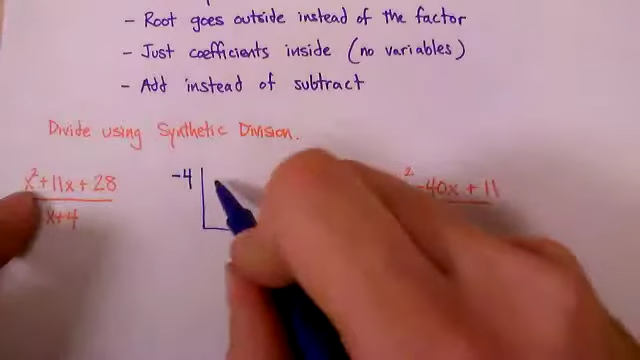 - Root goes outside instead of the factor
- Just coefficients inside (no variables)
- Add instead of subtract
Divide using Synthetic Division.
x²+11x+28
x+4
-4
² -40x + 11